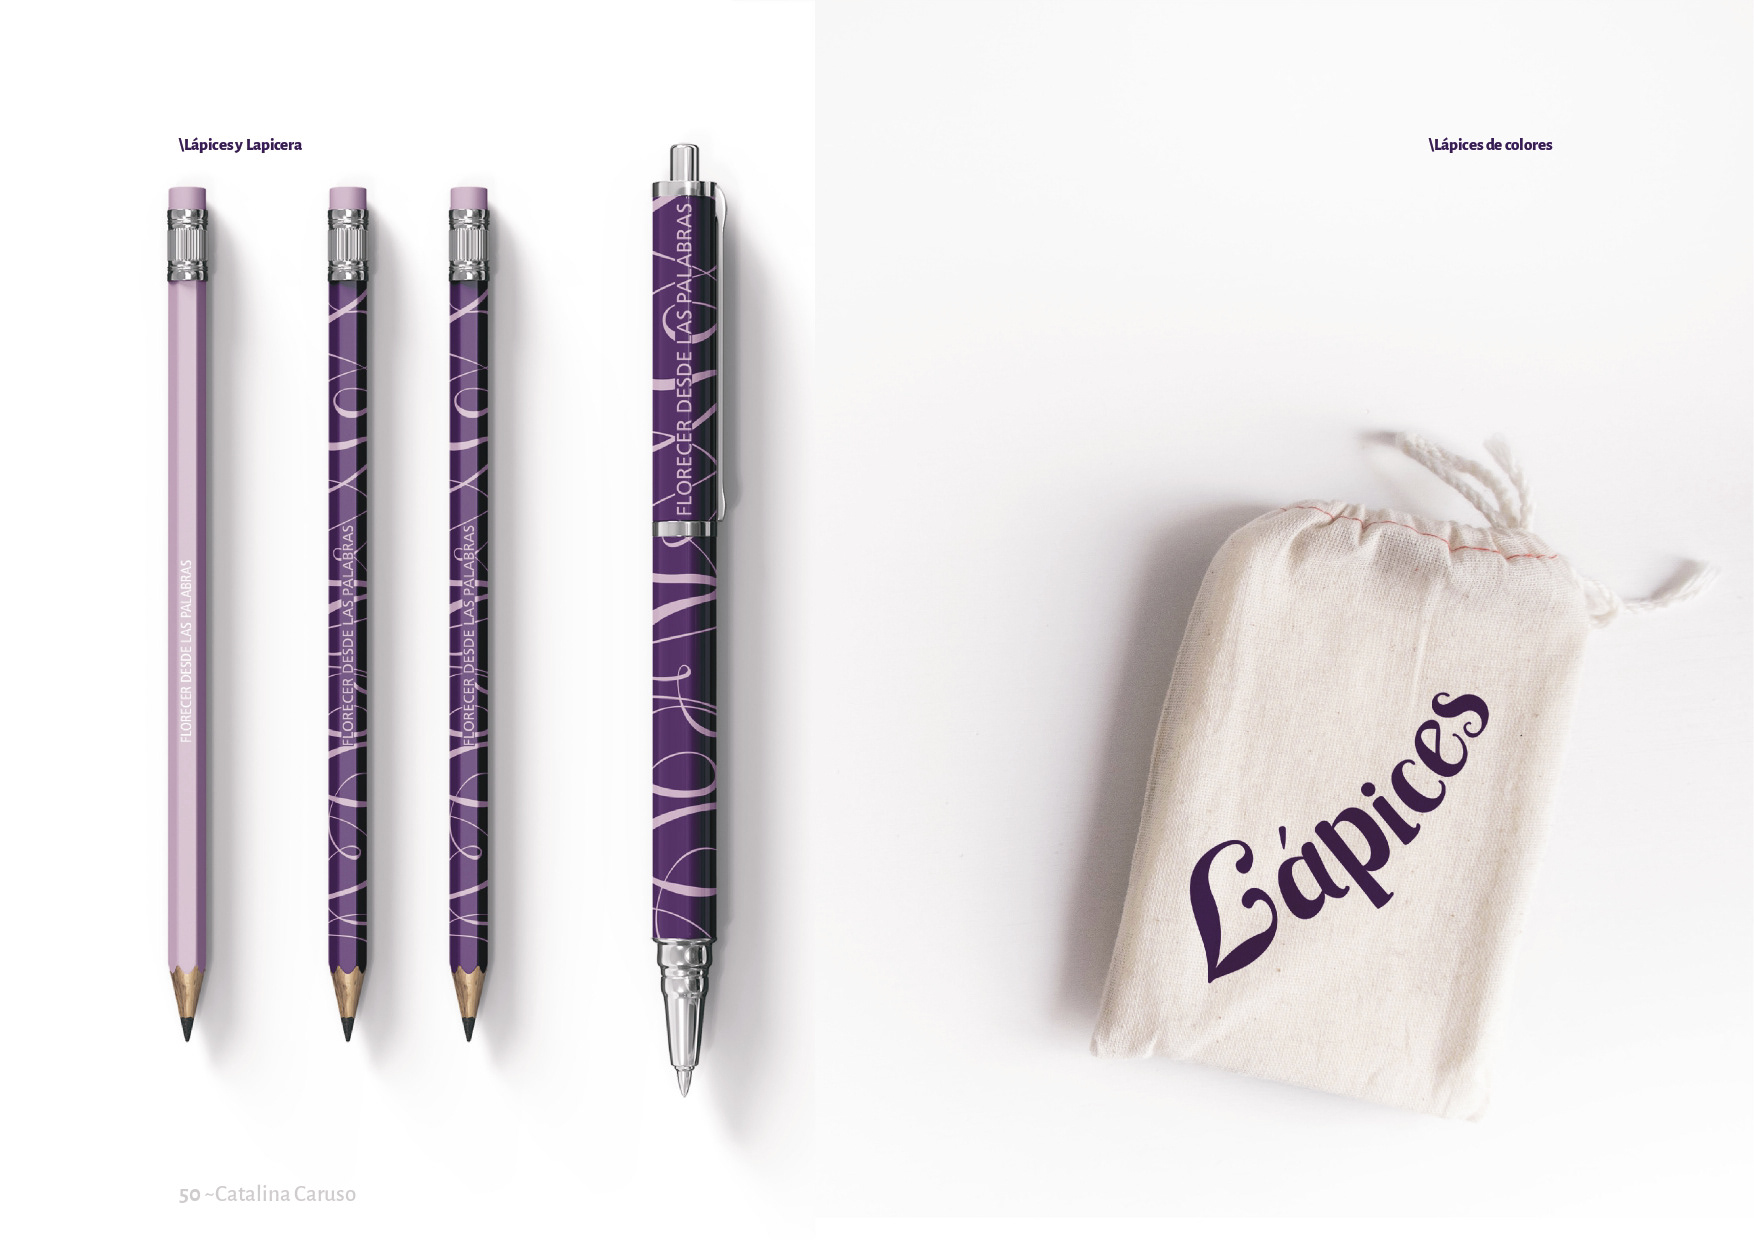 \Lápices y Lapicera
FLORECER DESDE LAS PALABRAS
FLORECER DESDE LAS PALABRAS
FLORECER DESDE LAS PALABRAS
FLORECER DESDE LAS PALABRAS
50 ~Catalina Caruso
\Lápices de colores
Lápices